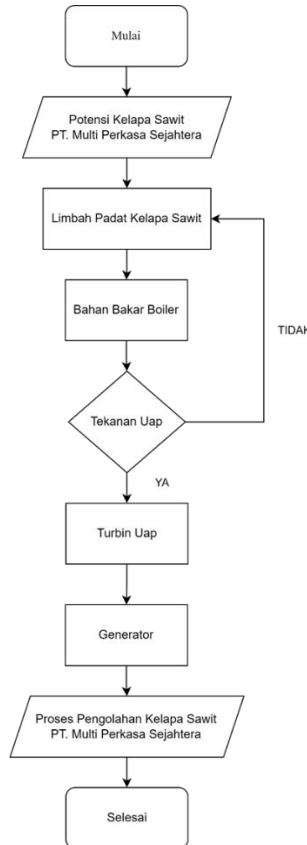 Mulai
Potensi Kelapa Sawit
PT. Multi Perkasa Sejahtera
Limbah Padat Kelapa Sawit
Bahan Bakar Boiler
TIDAK
Tekanan Uap
YA
Turbin Uap
Generator
Proses Pengolahan Kelapa Sawit
PT. Multi Perkasa Sejahtera
Selesai